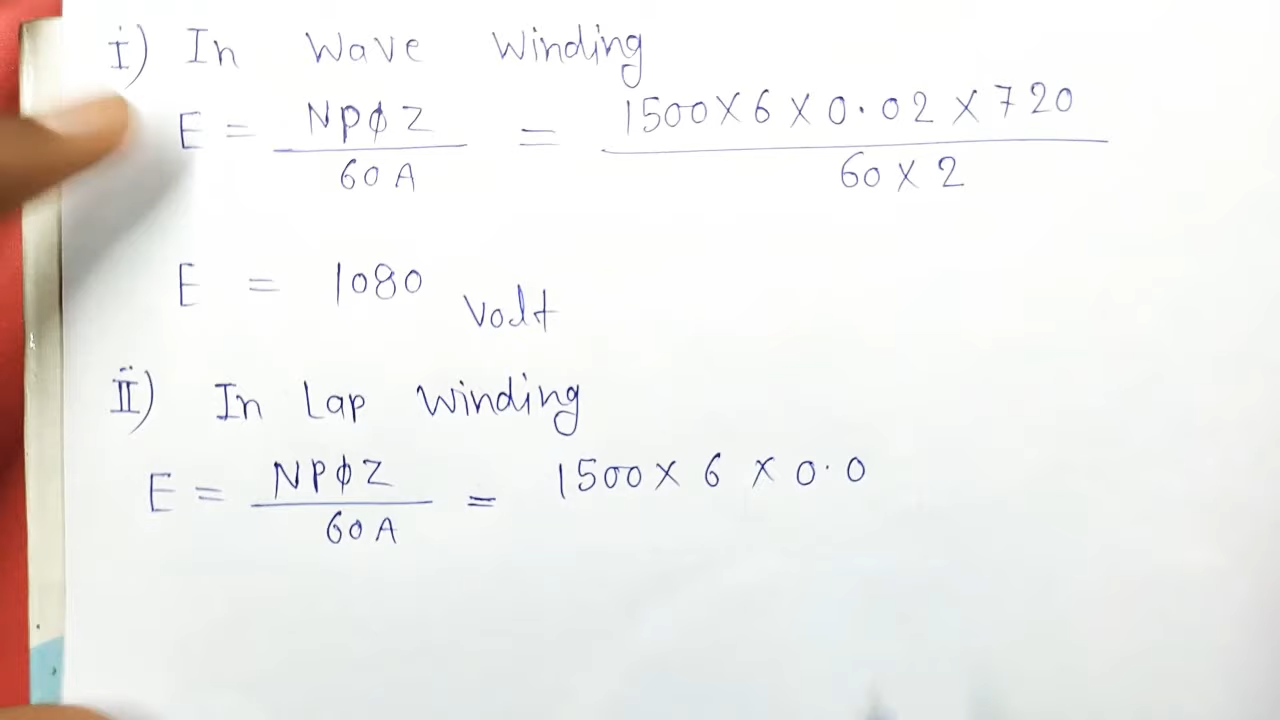 i) In Wave Winding
E = NPϕZ / 60A = 1500 X 6 X 0.02 X 720 / 60 X 2
E = 1080 Volt
ii) In Lap Winding
E = NPϕZ / 60A = 1500 X 6 X 0.0